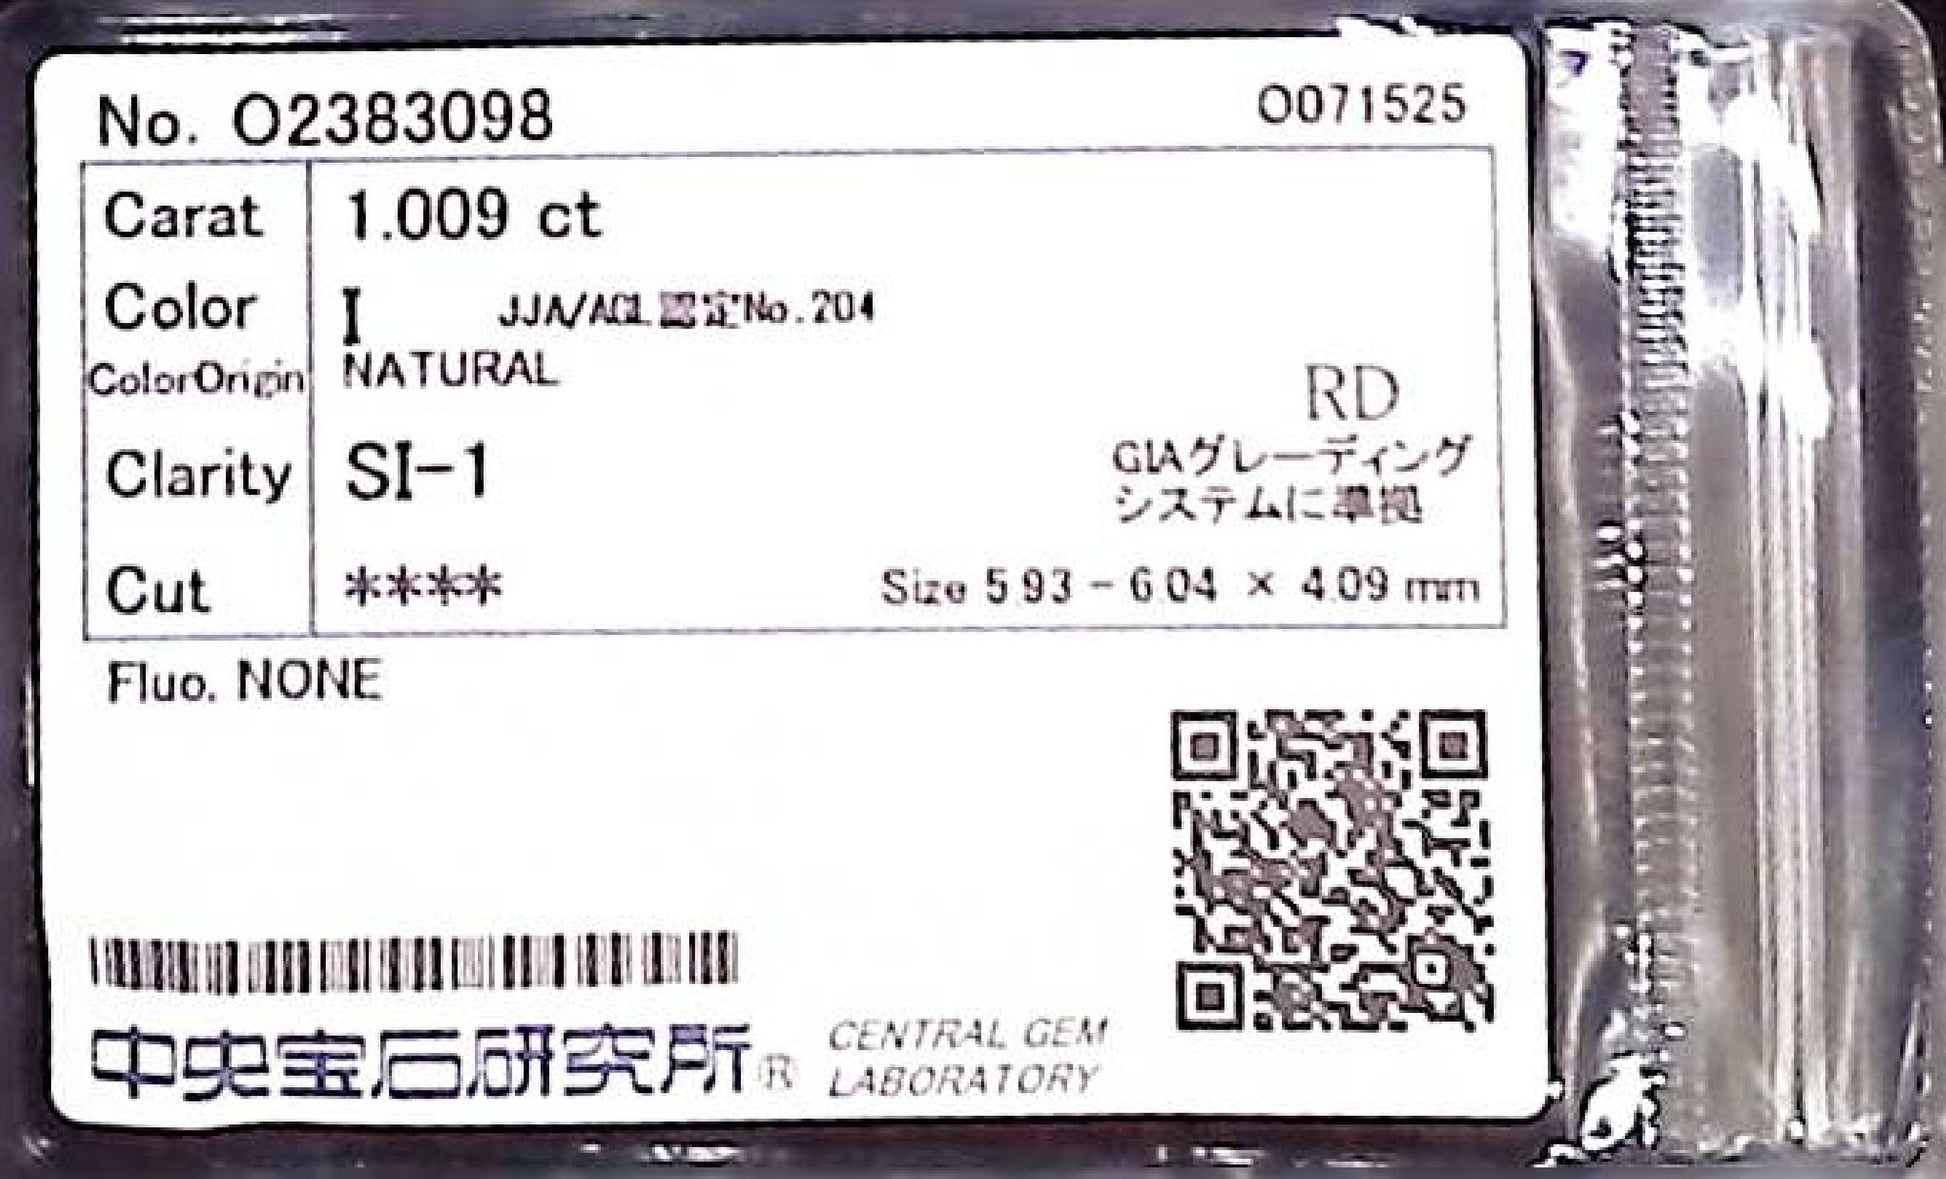 No. O2383098
O071525
Carat 1.009 ct
Color I JJA/AGL認定No.204
ColorOrigin NATURAL
RD
Clarity SI-1
GIAグレーディング
システムに準拠
Cut **** Size 5.93 - 6.04 × 4.09 mm
Fluo. NONE
中央宝石研究所® CENTRAL GEM
LABORATORY